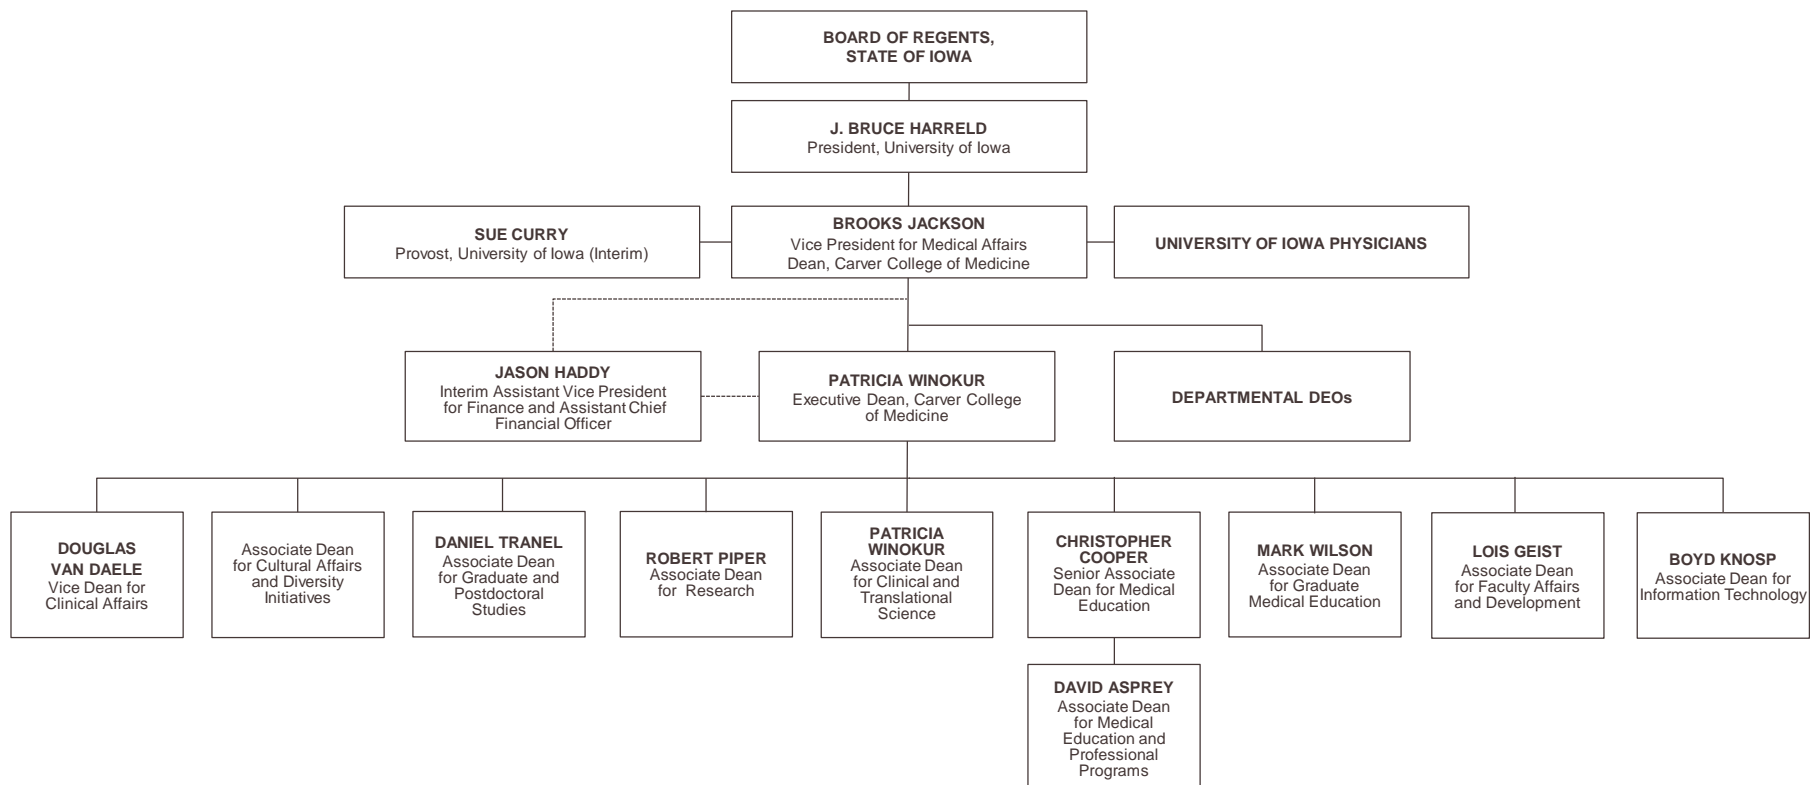 BOARD OF REGENTS,
STATE OF IOWA
J. BRUCE HARRELD
President, University of Iowa
SUE CURRY
Provost, University of Iowa (Interim)
BROOKS JACKSON
Vice President for Medical Affairs
Dean, Carver College of Medicine
UNIVERSITY OF IOWA PHYSICIANS
JASON HADDY
Interim Assistant Vice President
for Finance and Assistant Chief
Financial Officer
PATRICIA WINOKUR
Executive Dean, Carver College
of Medicine
DEPARTMENTAL DEOs
DOUGLAS
VAN DAELE
Vice Dean for
Clinical Affairs
Associate Dean
for Cultural Affairs
and Diversity
Initiatives
DANIEL TRANEL
Associate Dean
for Graduate and
Postdoctoral
Studies
ROBERT PIPER
Associate Dean
for Research
PATRICIA
WINOKUR
Associate Dean
for Clinical and
Translational
Science
CHRISTOPHER
COOPER
Senior Associate
Dean for Medical
Education
MARK WILSON
Associate Dean
for Graduate
Medical Education
LOIS GEIST
Associate Dean
for Faculty Affairs
and Development
BOYD KNOSP
Associate Dean for
Information Technology
DAVID ASPREY
Associate Dean
for Medical
Education and
Professional
Programs